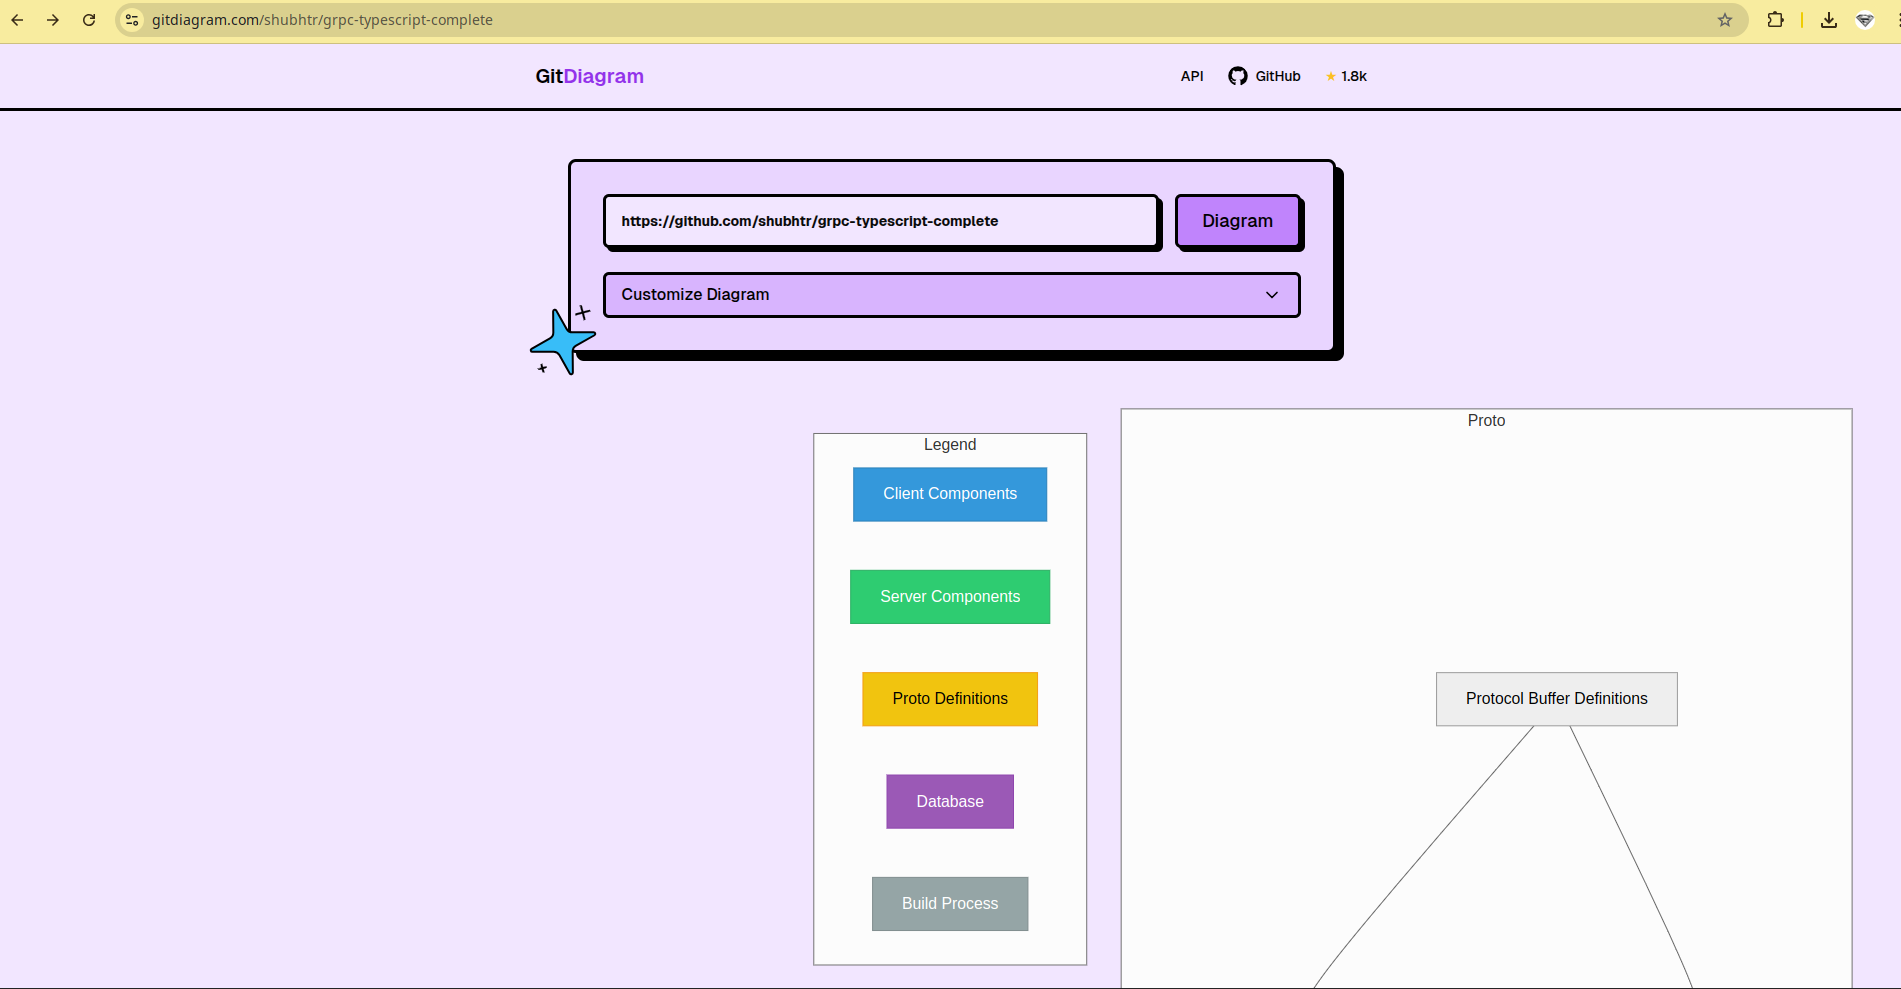 gitdiagram.com/shubhtr/grpc-typescript-complete
GitDiagram
API
GitHub
★ 1.8k
https://github.com/shubhtr/grpc-typescript-complete
Diagram
Customize Diagram
Legend
Client Components
Server Components
Proto Definitions
Database
Build Process
Proto
Protocol Buffer Definitions